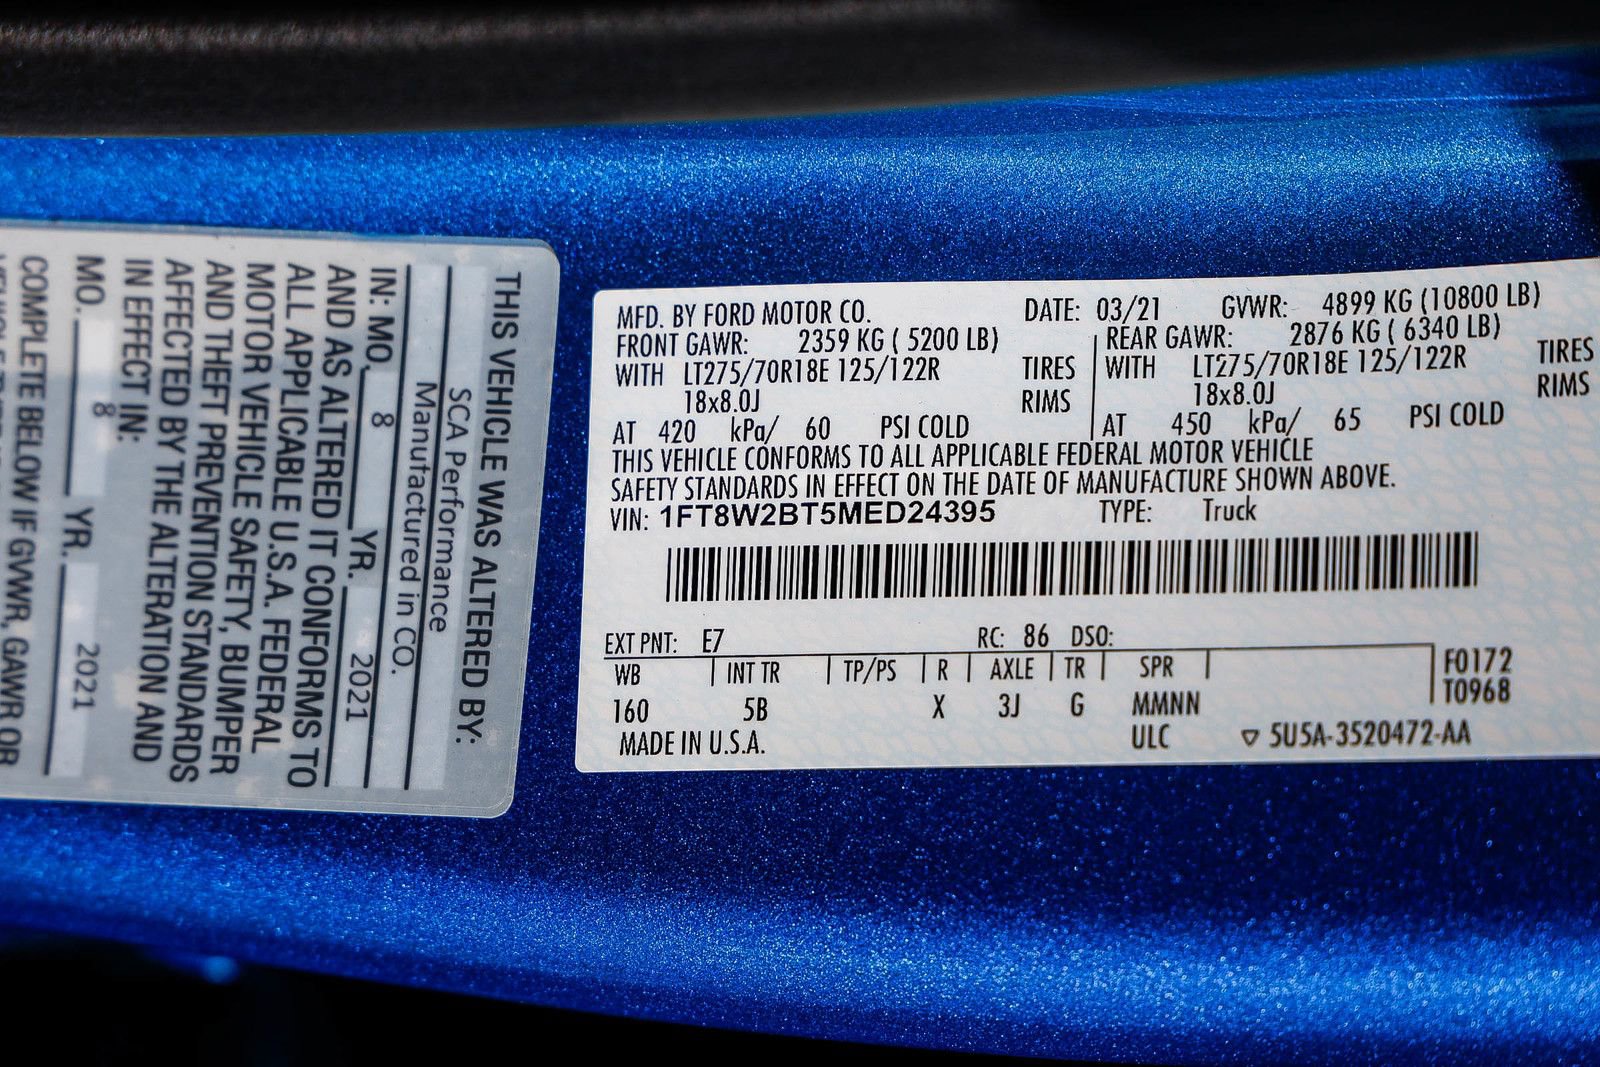 THIS VEHICLE WAS ALTERED BY:
SCA Performance
Manufactured in CO.
IN: MO. 8 YR. 2021
AND AS ALTERED IT CONFORMS TO
ALL APPLICABLE U.S.A. FEDERAL
MOTOR VEHICLE SAFETY, BUMPER
AND THEFT PREVENTION STANDARDS
AFFECTED BY THE ALTERATION AND
IN EFFECT IN:
MO. 8 YR. 2021
COMPLETE BELOW IF GVWR, GAWR OR
MFD. BY FORD MOTOR CO. DATE: 03/21 GVWR: 4899 KG (10800 LB)
FRONT GAWR: 2359 KG ( 5200 LB) REAR GAWR: 2876 KG ( 6340 LB)
WITH LT275/70R18E 125/122R TIRES WITH LT275/70R18E 125/122R TIRES
18x8.0J RIMS 18x8.0J RIMS
AT 420 kPa/ 60 PSI COLD AT 450 kPa/ 65 PSI COLD
THIS VEHICLE CONFORMS TO ALL APPLICABLE FEDERAL MOTOR VEHICLE
SAFETY STANDARDS IN EFFECT ON THE DATE OF MANUFACTURE SHOWN ABOVE.
VIN: 1FT8W2BT5MED24395 TYPE: Truck
EXT PNT: E7 RC: 86 DSO:
WB INT TR TP/PS R AXLE TR SPR F0172
T0968
160 5B X 3J G MMNN
MADE IN U.S.A. ULC ▽ 5U5A-3520472-AA